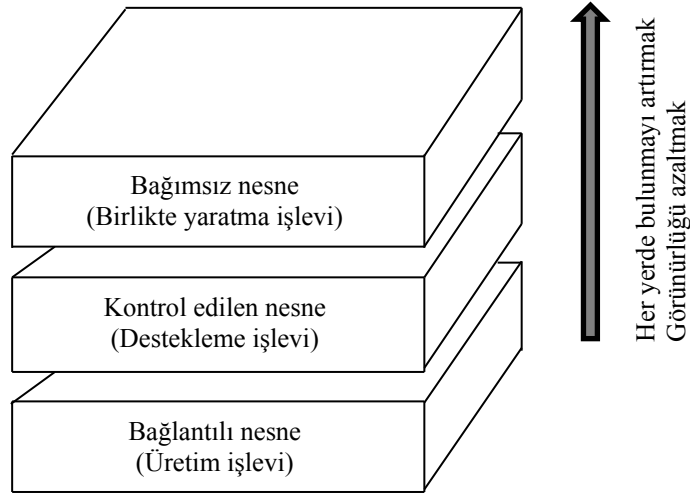 Bağımsız nesne
(Birlikte yaratma işlevi)
Kontrol edilen nesne
(Destekleme işlevi)
Bağlantılı nesne
(Üretim işlevi)
Her yerde bulunmayı artırmak
Görünürlüğü azaltmak